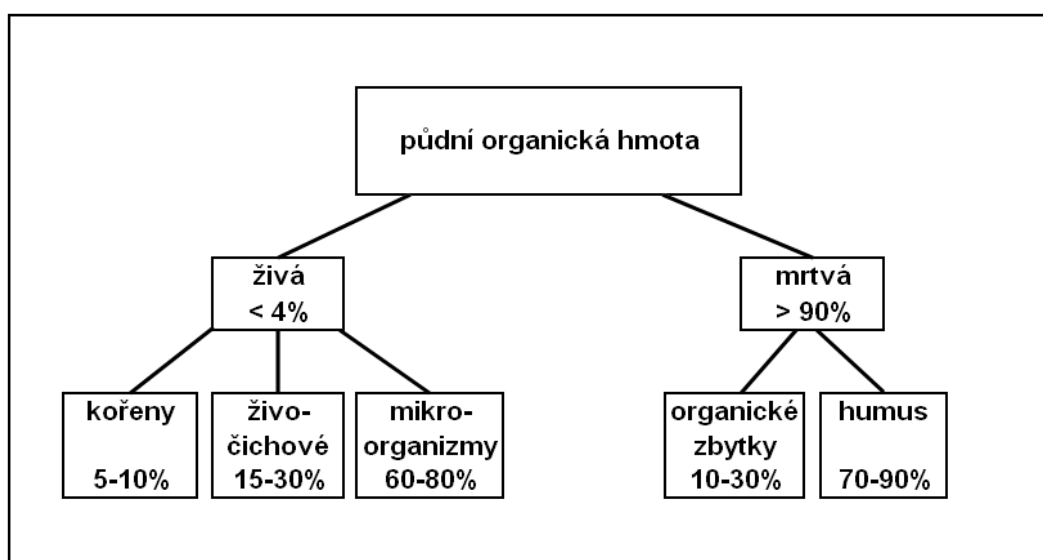 půdní organická hmota
živá
< 4%
mrtvá
> 90%
kořeny
5-10%
živo-
čichové
15-30%
mikro-
organizmy
60-80%
organické
zbytky
10-30%
humus
70-90%